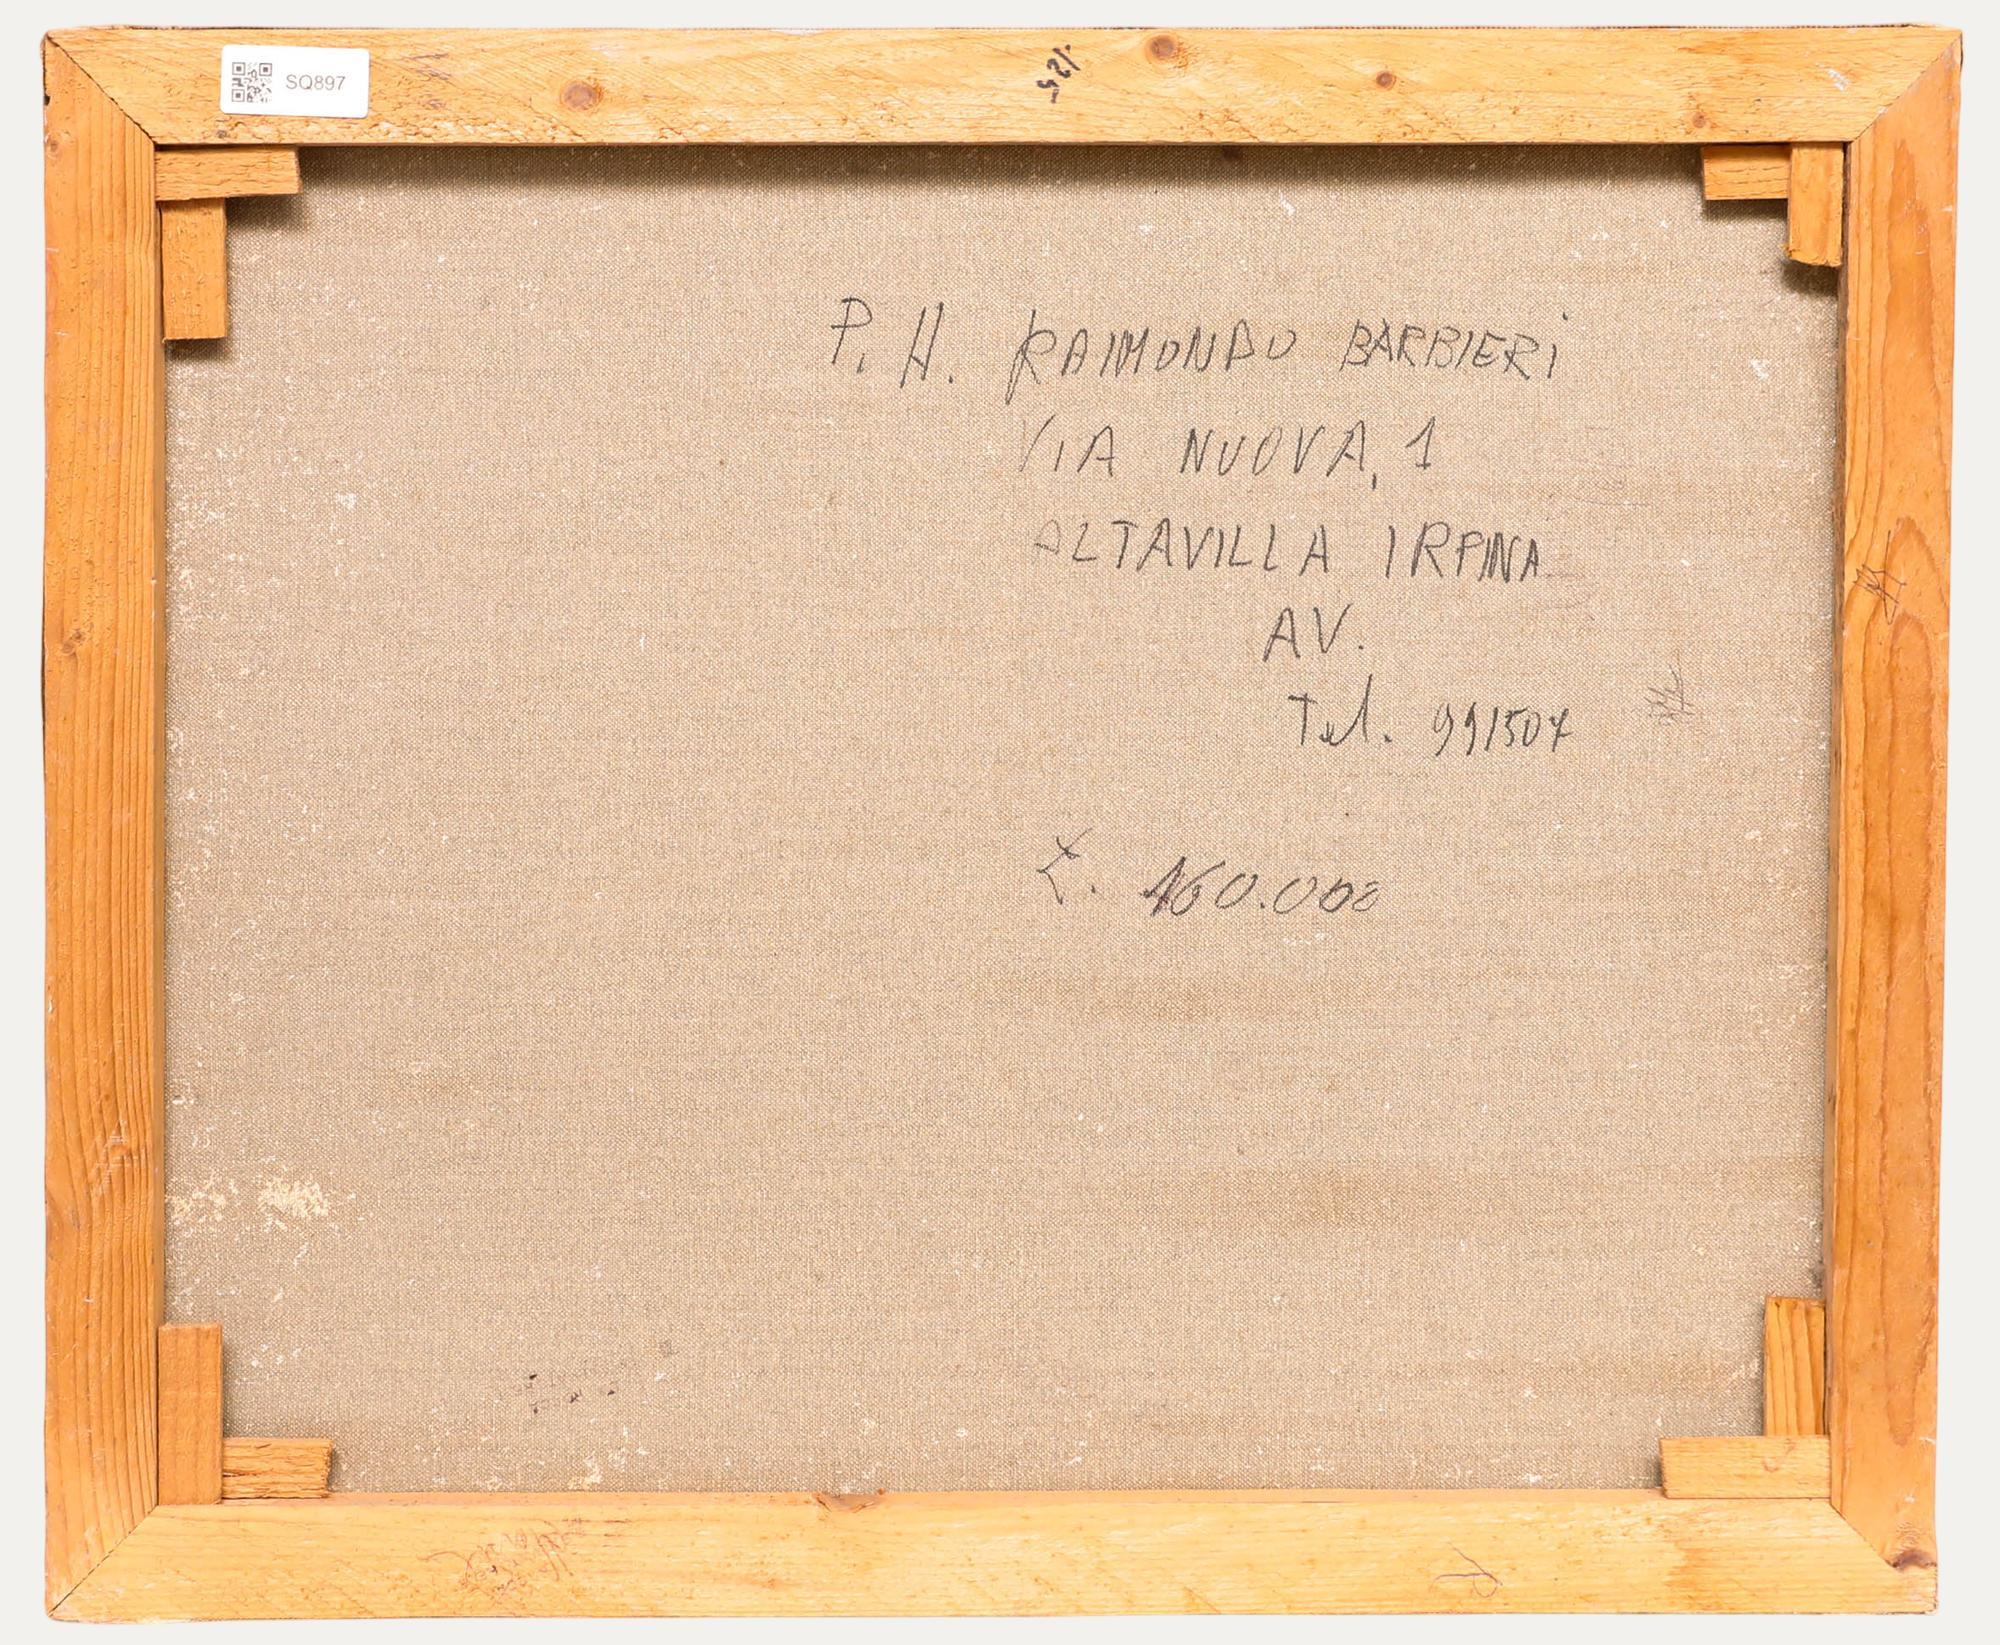 SQ897
P. H. RAIMONDO BARBIERI
VIA NUOVA, 1
ALTAVILLA IRPINA
AV.
Tel. 991507
£. 160.000